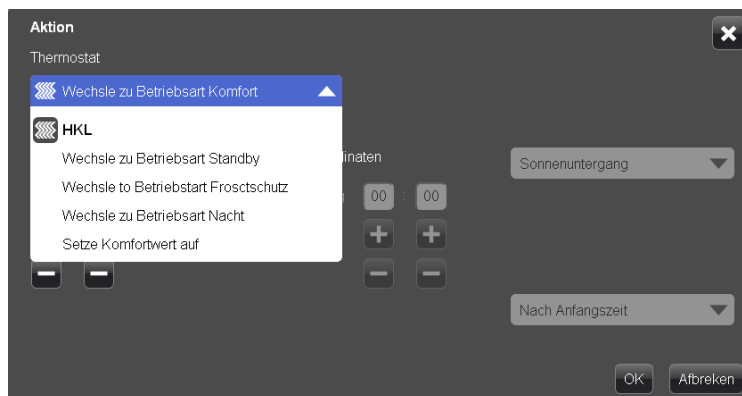 Aktion
Thermostat
Wechsle zu Betriebsart Komfort
HKL
Wechsle zu Betriebsart Standby
Wechsle to Betriebstart Frosctschutz
Wechsle zu Betriebsart Nacht
Setze Komfortwert auf
dinaten
Sonnenuntergang
00 : 00
Nach Anfangszeit
OK
Afbreken